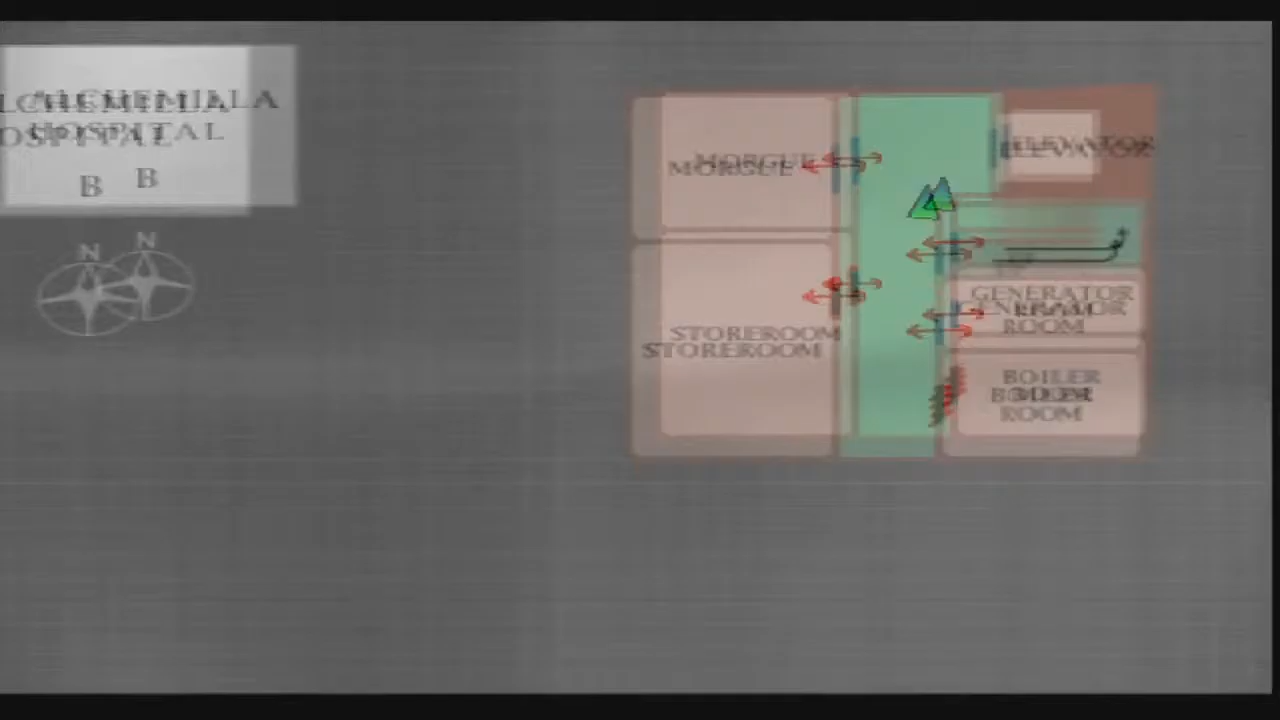 ALCHEMILLA
HOSPITAL
B
N
MORGUE
ELEVATOR
STOREROOM
GENERATOR
ROOM
BOILER
ROOM